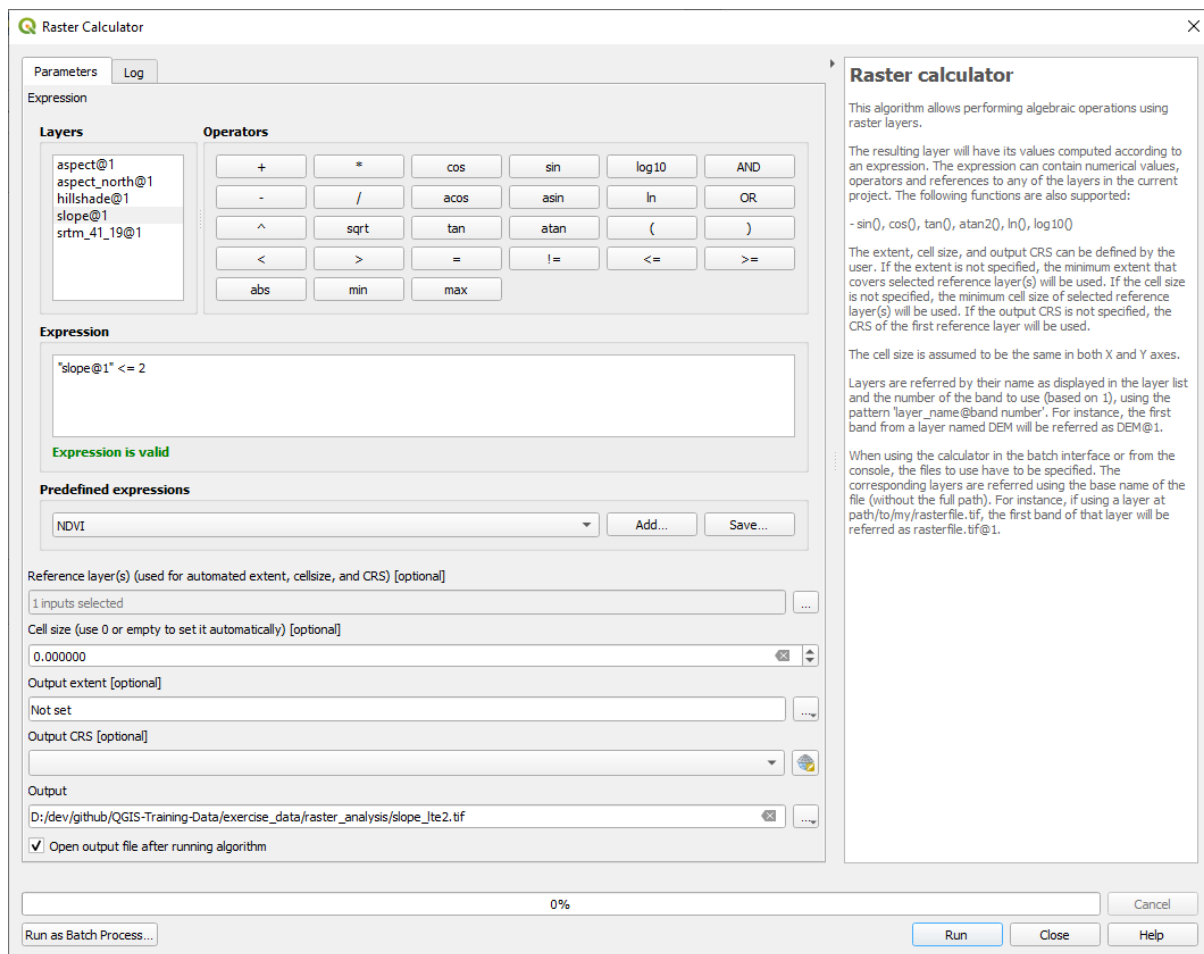 Raster Calculator
Parameters
Log
Expression
Layers
Operators
aspect@1
aspect_north@1
hillshade@1
slope@1
srtm_41_19@1
+ * cos sin log10 AND
- / acos asin ln OR
^ sqrt tan atan ( )
< > = != <= >=
abs min max
Expression
"slope@1" <= 2
Expression is valid
Predefined expressions
NDVI
Add...
Save...
Reference layer(s) (used for automated extent, cellsize, and CRS) [optional]
1 inputs selected
...
Cell size (use 0 or empty to set it automatically) [optional]
0.000000
Output extent [optional]
Not set
...
Output CRS [optional]
Output
D:/dev/github/QGIS-Training-Data/exercise_data/raster_analysis/slope_lte2.tif
...
Open output file after running algorithm
Raster calculator
This algorithm allows performing algebraic operations using
raster layers.
The resulting layer will have its values computed according to
an expression. The expression can contain numerical values,
operators and references to any of the layers in the current
project. The following functions are also supported:
- sin(), cos(), tan(), atan2(), ln(), log10()
The extent, cell size, and output CRS can be defined by the
user. If the extent is not specified, the minimum extent that
covers selected reference layer(s) will be used. If the cell size
is not specified, the minimum cell size of selected reference
layer(s) will be used. If the output CRS is not specified, the
CRS of the first reference layer will be used.
The cell size is assumed to be the same in both X and Y axes.
Layers are referred by their name as displayed in the layer list
and the number of the band to use (based on 1), using the
pattern 'layer_name@band number'. For instance, the first
band from a layer named DEM will be referred as DEM@1.
When using the calculator in the batch interface or from the
console, the files to use have to be specified. The
corresponding layers are referred using the base name of the
file (without the full path). For instance, if using a layer at
path/to/my/rasterfile.tif, the first band of that layer will be
referred as rasterfile.tif@1.
0%
Cancel
Run as Batch Process...
Run
Close
Help